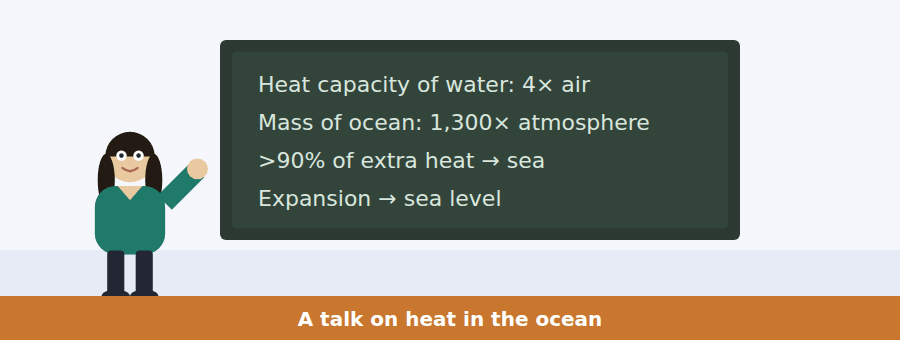 Heat capacity of water: 4× air
Mass of ocean: 1,300× atmosphere
>90% of extra heat → sea
Expansion → sea level
A talk on heat in the ocean